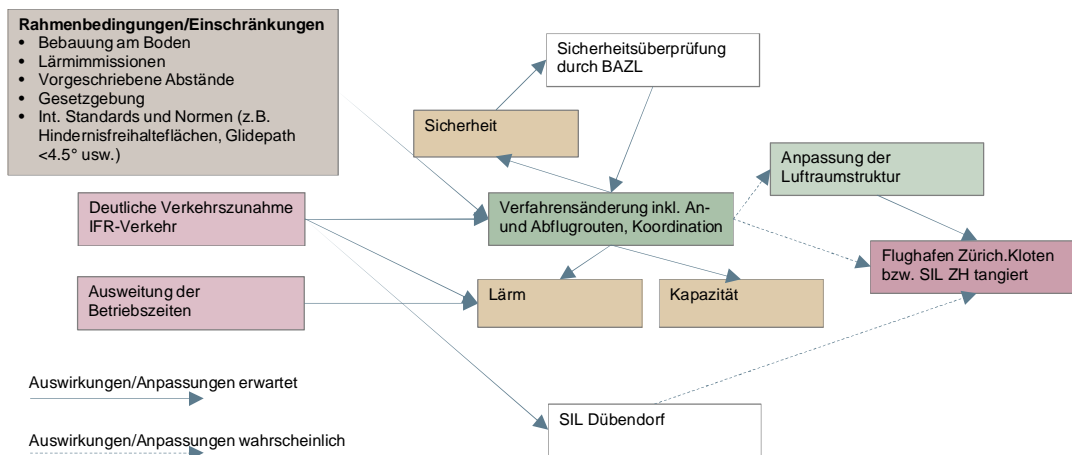 Rahmenbedingungen/Einschränkungen
• Bebauung am Boden
• Lärmimmissionen
• Vorgeschriebene Abstände
• Gesetzgebung
• Int. Standards und Normen (z.B.
Hindernisfreihalteflächen, Glidepath
<4.5° usw.)
Sicherheitsüberprüfung
durch BAZL
Sicherheit
Anpassung der
Luftraumstruktur
Deutliche Verkehrszunahme
IFR-Verkehr
Verfahrensänderung inkl. An-
und Abflugrouten, Koordination
Flughafen Zürich.Kloten
bzw. SIL ZH tangiert
Ausweitung der
Betriebszeiten
Lärm
Kapazität
Auswirkungen/Anpassungen erwartet
SIL Dübendorf
Auswirkungen/Anpassungen wahrscheinlich